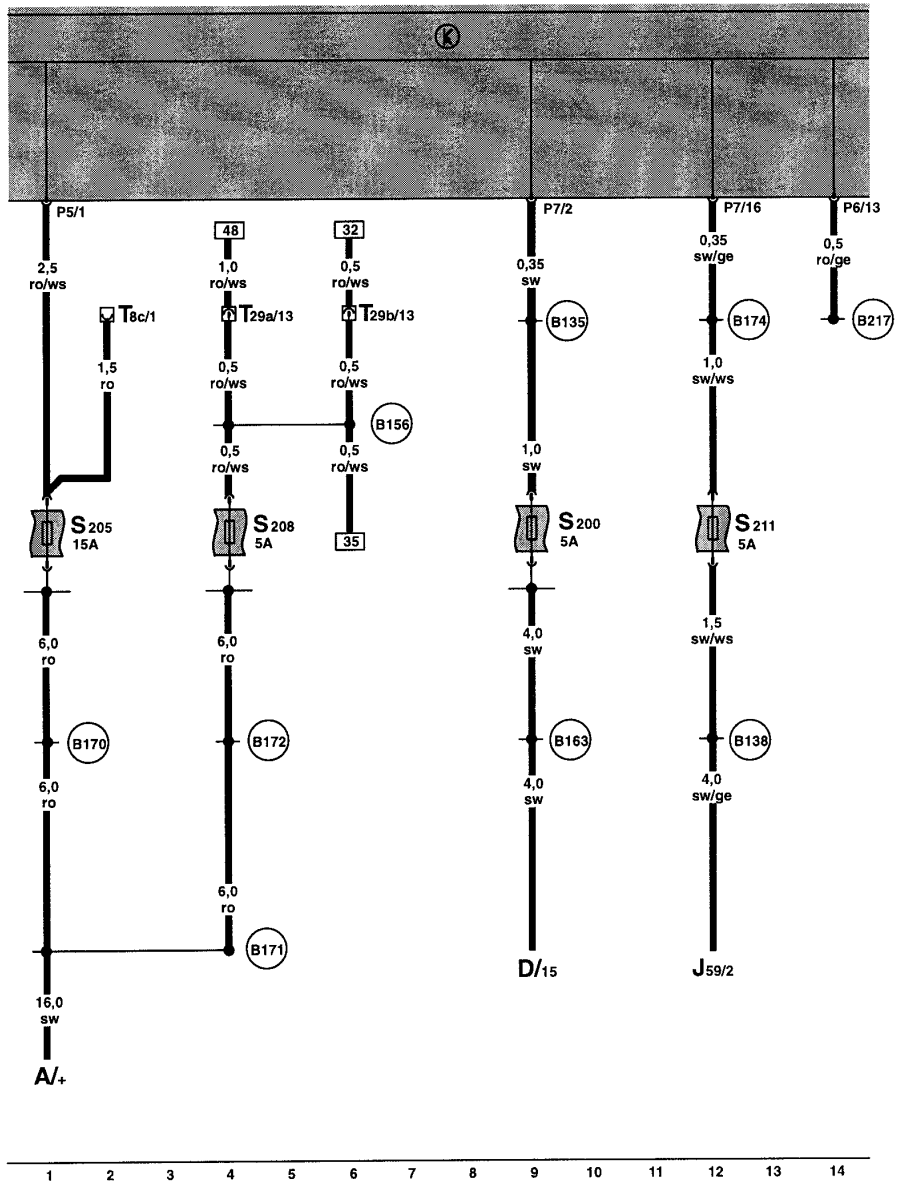 K
P5/1
P7/2
P7/16
P6/13
48
32
2,5
ro/ws
1,0
ro/ws
0,5
ro/ws
0,35
sw
0,35
sw/ge
0,5
ro/ge
T8c/1
T29a/13
T29b/13
B135
B174
B217
1,5
ro
0,5
ro/ws
0,5
ro/ws
1,0
sw/ws
B156
0,5
ro/ws
0,5
ro/ws
1,0
sw
S205
15A
S208
5A
35
S200
5A
S211
5A
6,0
ro
6,0
ro
4,0
sw
1,5
sw/ws
B170
B172
B163
B138
6,0
ro
4,0
sw
4,0
sw/ge
6,0
ro
B171
D/15
J59/2
16,0
sw
A/+
1 2 3 4 5 6 7 8 9 10 11 12 13 14